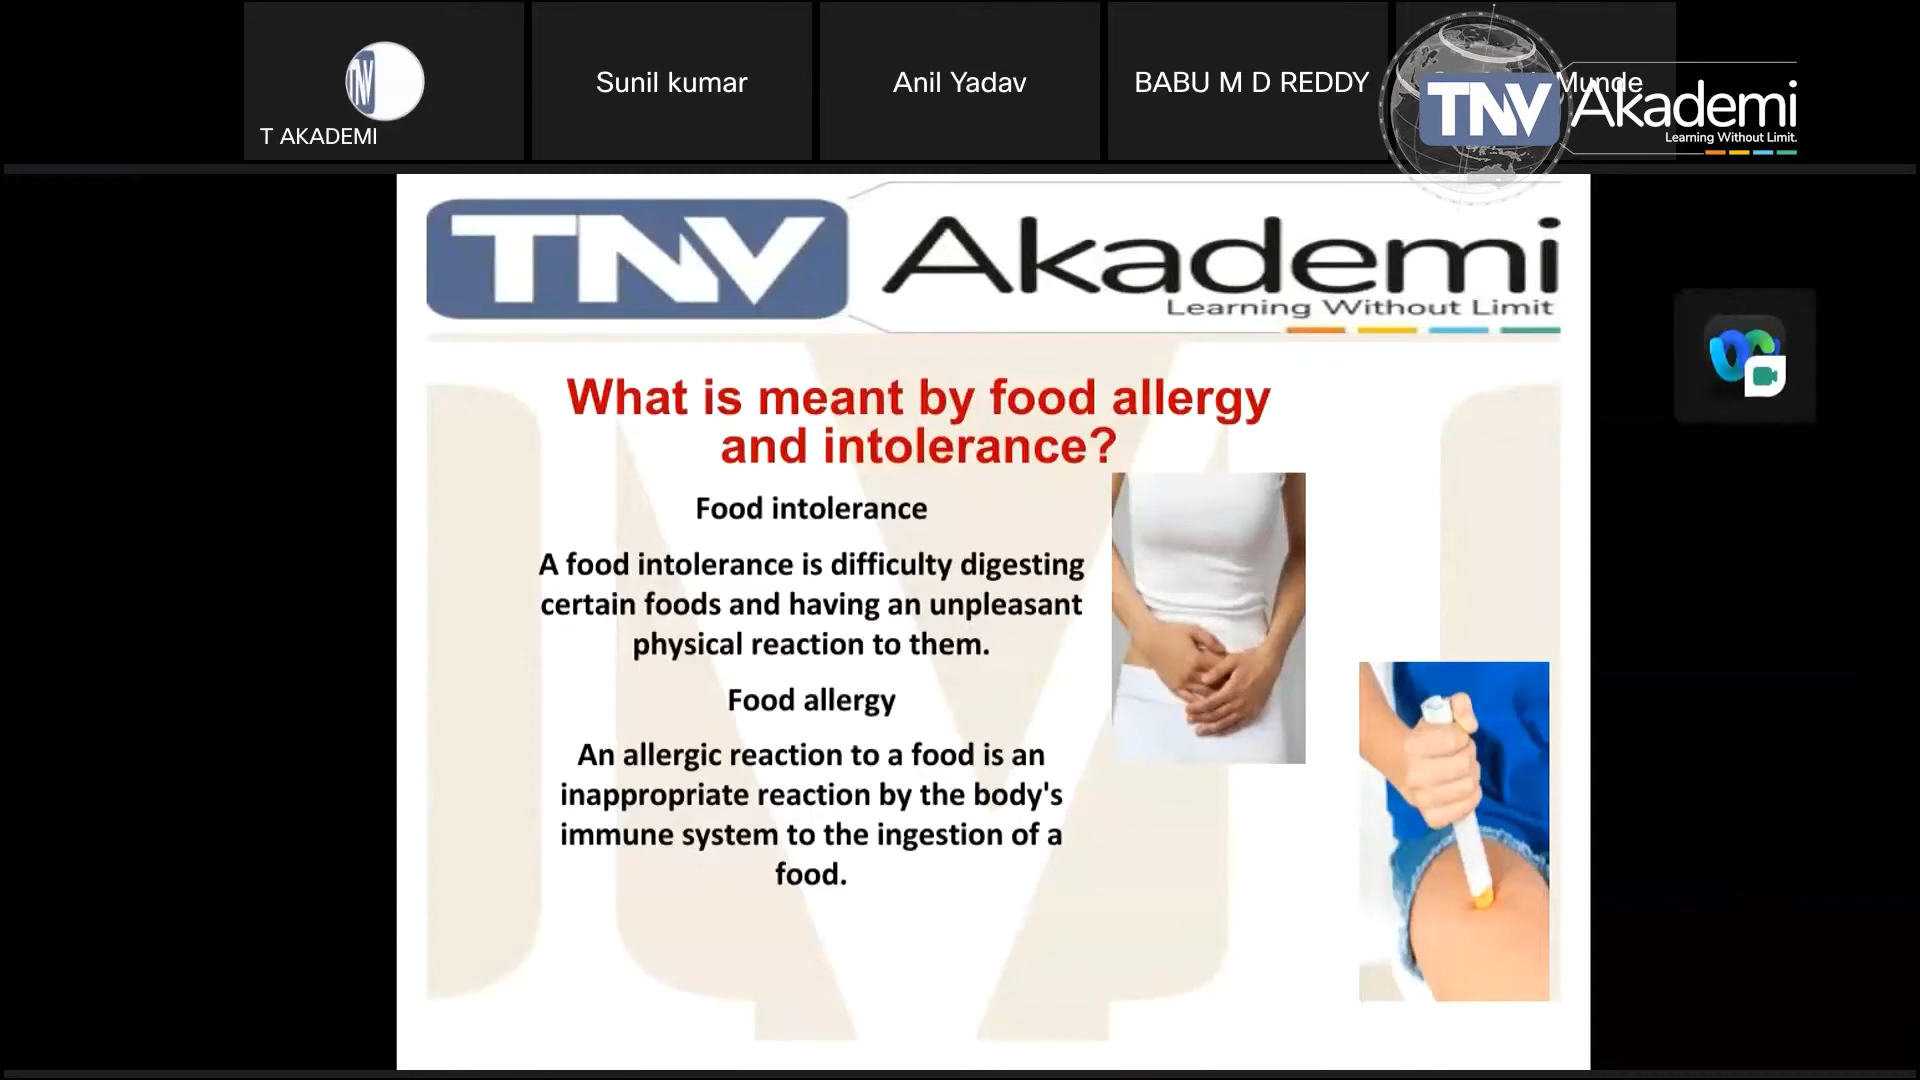 T AKADEMI
Sunil kumar
Anil Yadav
BABU M D REDDY
Munde
TNV Akademi
Learning Without Limit.
TNV Akademi
Learning Without Limit
What is meant by food allergy
and intolerance?
Food intolerance
A food intolerance is difficulty digesting
certain foods and having an unpleasant
physical reaction to them.
Food allergy
An allergic reaction to a food is an
inappropriate reaction by the body's
immune system to the ingestion of a
food.